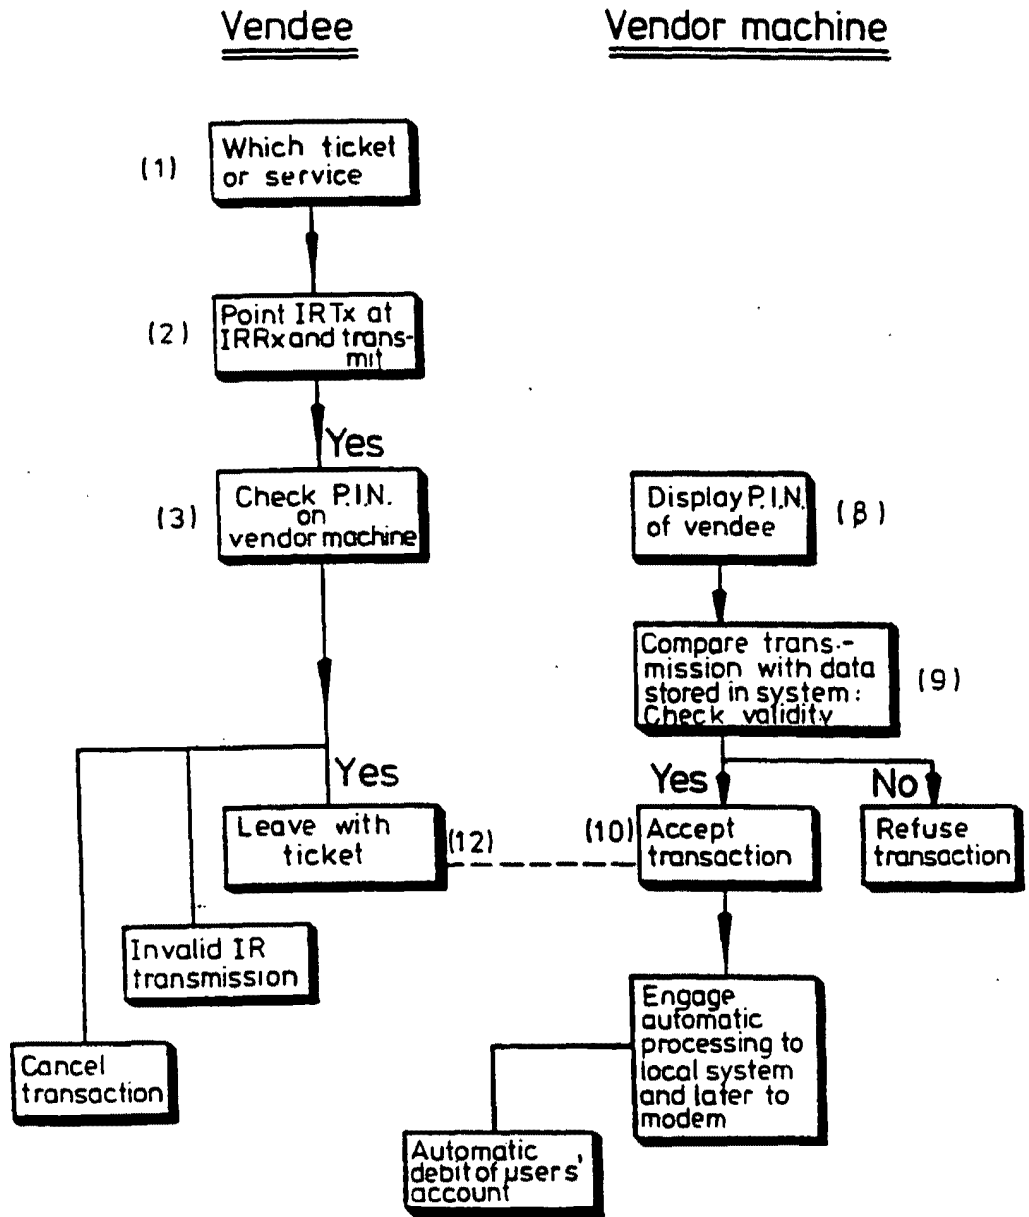 Vendee
Vendor machine
(1)
Which ticket
or service
(2)
Point IRTx at
IRRx and trans-
mit
Yes
(3)
Check P.I.N.
on
vendor machine
Display P.I.N.
of vendee
(β)
Compare trans-
mission with data
stored in system:
Check validity
(9)
Yes
Leave with
ticket
(12)
Yes
No
(10)
Accept
transaction
Refuse
transaction
Invalid IR
transmission
Cancel
transaction
Engage
automatic
processing to
local system
and later to
modem
Automatic
debit of users'
account